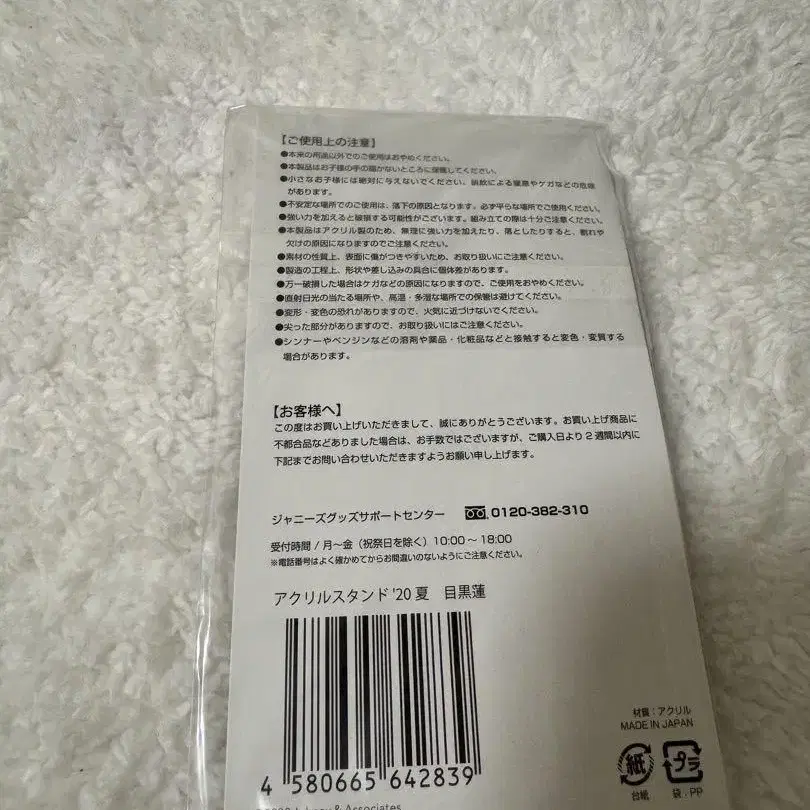 【ご使用上の注意】
●本来の用途以外でのご使用はおやめください。
●本製品はお子様の手の届かないところに保管してください。
●小さなお子様には絶対に与えないでください。誤飲による窒息やケガなどの危険
があります。
●不安定な場所でのご使用は、落下の原因となります。必ず平らな場所でご使用ください。
●強い力を加えると破損する可能性がございます。組み立ての際は十分ご注意ください。
●本製品はアクリル製のため、無理に強い力を加えたり、落としたりすると、割れや
欠けの原因になりますのでご注意ください。
●素材の性質上、表面に傷がつきやすいため、お取り扱いにご注意ください。
●製造の工程上、形状や差し込みの具合に個体差があります。
●万一破損した場合はケガなどの原因になりますので、ご使用をおやめください。
●直射日光の当たる場所や、高温・多湿な場所での保管は避けてください。
●変形・変色の恐れがありますので、火気に近づけないでください。
●尖った部分がありますので、お取り扱いにはご注意ください。
●シンナーやベンジンなどの溶剤や薬品・化粧品などと接触すると変色・変質する
場合があります。
【お客様へ】
この度はお買い上げいただきまして、誠にありがとうございます。お買い上げ商品に
不都合品などありました場合は、お手数ではございますが、ご購入日より2週間以内に
下記までお問い合わせいただきますようお願い申し上げます。
ジャニーズグッズサポートセンター 0120-382-310
受付時間/月〜金（祝祭日を除く）10:00〜18:00
※電話番号はよく確かめてからお間違いのないようにご注意ください。
アクリルスタンド'20夏 目黒蓮
4 580665 642839
材質：アクリル
MADE IN JAPAN
紙 プラ
台紙 袋：PP
& Associates